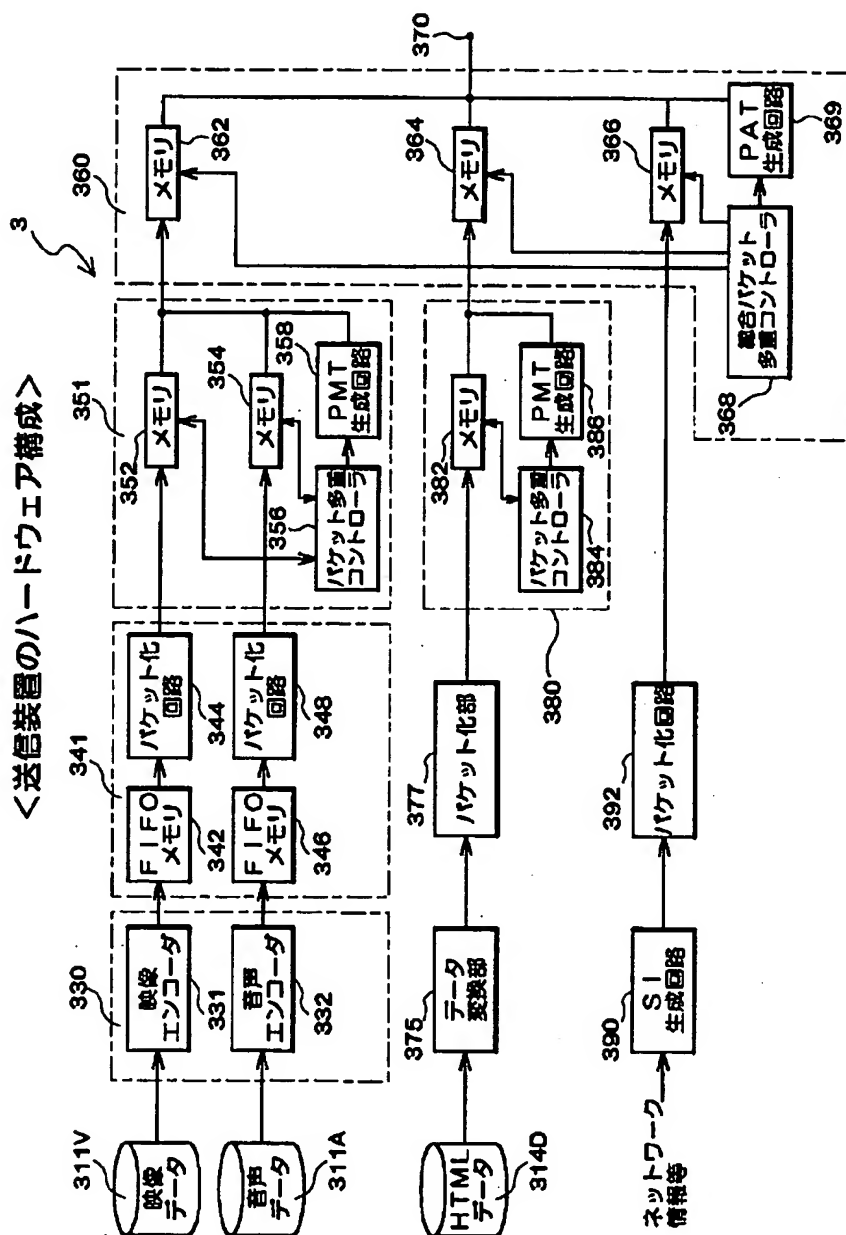 <送信装置のハードウェア構成>
3
311V
映像
データ
330
映像
エンコーダ
331
341
FIFO
メモリ
342
パケット化
回路
344
351
352
メモリ
360
メモリ
362
370
音声
データ
311A
音声
エンコーダ
332
FIFO
メモリ
346
パケット化
回路
348
メモリ
354
356
パケット多重
コントローラ
PMT
生成回路
358
HTML
データ
314D
375
データ
変換部
377
パケット化部
380
382
メモリ
パケット多重
コントローラ
384
PMT
生成回路
386
メモリ
364
ネットワーク
情報等
390
SI
生成回路
392
パケット化回路
メモリ
366
368
総合パケット
多重コントローラ
PAT
生成回路
369